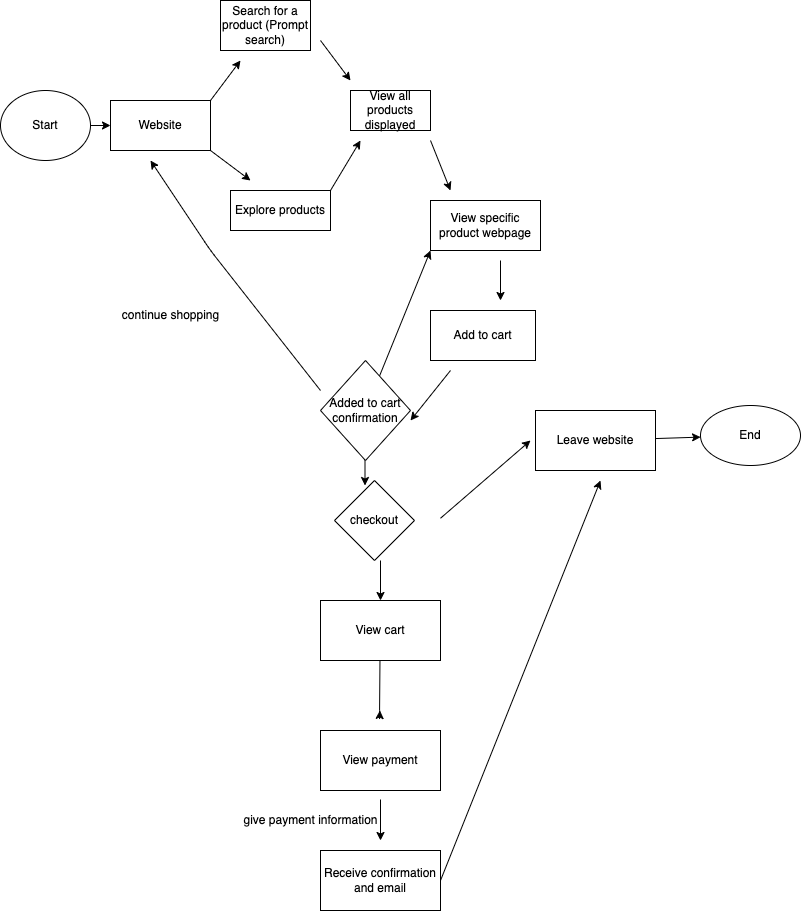 Search for a
product (Prompt
search)
View all
products
displayed
Start
Website
Explore products
View specific
product webpage
continue shopping
Add to cart
Added to cart
confirmation
Leave website
End
checkout
View cart
View payment
give payment information
Receive confirmation
and email